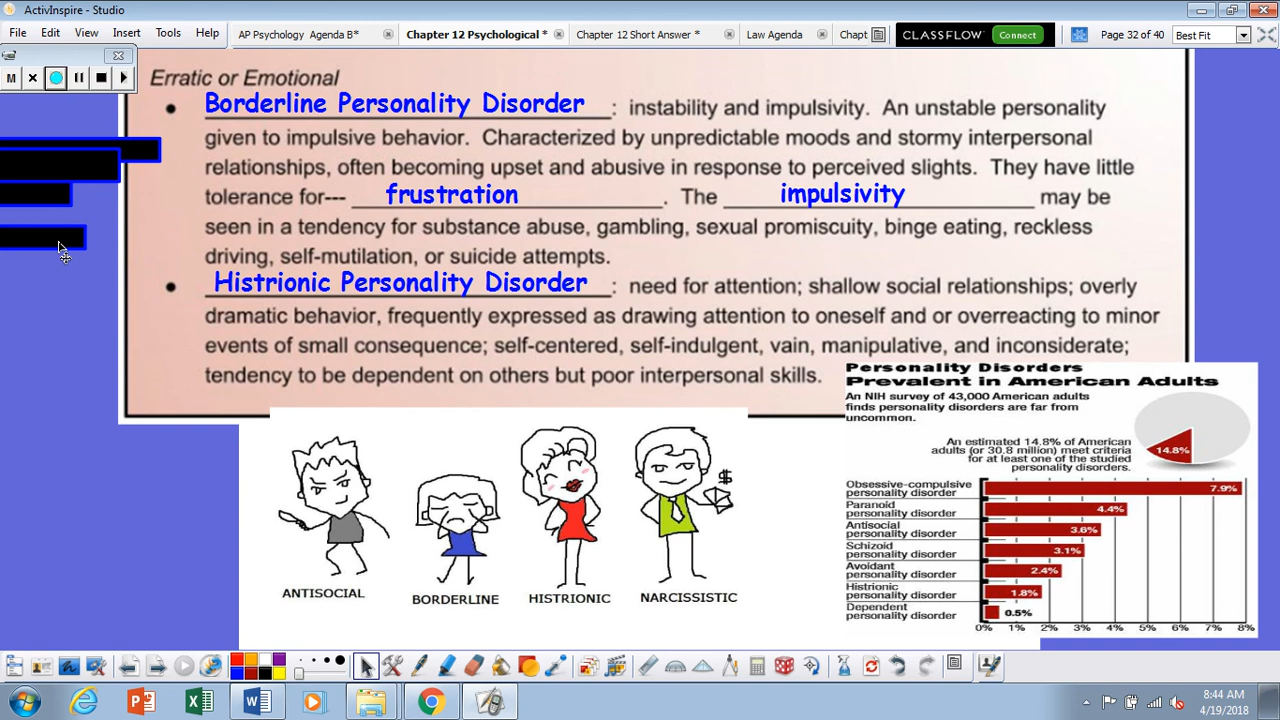 ActivInspire - Studio
File Edit View Insert Tools Help
AP Psychology Agenda B*
Chapter 12 Psychological *
Chapter 12 Short Answer *
Law Agenda
Chapt
CLASSFLOW Connect
Page 32 of 40
Best Fit
M
Erratic or Emotional
• Borderline Personality Disorder : instability and impulsivity. An unstable personality
given to impulsive behavior. Characterized by unpredictable moods and stormy interpersonal
relationships, often becoming upset and abusive in response to perceived slights. They have little
tolerance for--- frustration. The impulsivity may be
seen in a tendency for substance abuse, gambling, sexual promiscuity, binge eating, reckless
driving, self-mutilation, or suicide attempts.
• Histrionic Personality Disorder : need for attention; shallow social relationships; overly
dramatic behavior, frequently expressed as drawing attention to oneself and or overreacting to minor
events of small consequence; self-centered, self-indulgent, vain, manipulative, and inconsiderate;
tendency to be dependent on others but poor interpersonal skills.
$
ANTISOCIAL
BORDERLINE
HISTRIONIC
NARCISSISTIC
Personality Disorders
Prevalent in American Adults
An NIH survey of 43,000 American adults
finds personality disorders are far from
uncommon.
An estimated 14.8% of American
adults (or 30.8 million) meet criteria
for at least one of the studied
personality disorders.
14.8%
Obsessive-compulsive
personality disorder
7.9%
Paranoid
personality disorder
4.4%
Antisocial
personality disorder
3.6%
Schizoid
personality disorder
3.1%
Avoidant
personality disorder
2.4%
Histrionic
personality disorder
1.8%
Dependent
personality disorder
0.5%
0% 1% 2% 3% 4% 5% 6% 7% 8%
8:44 AM
4/19/2018